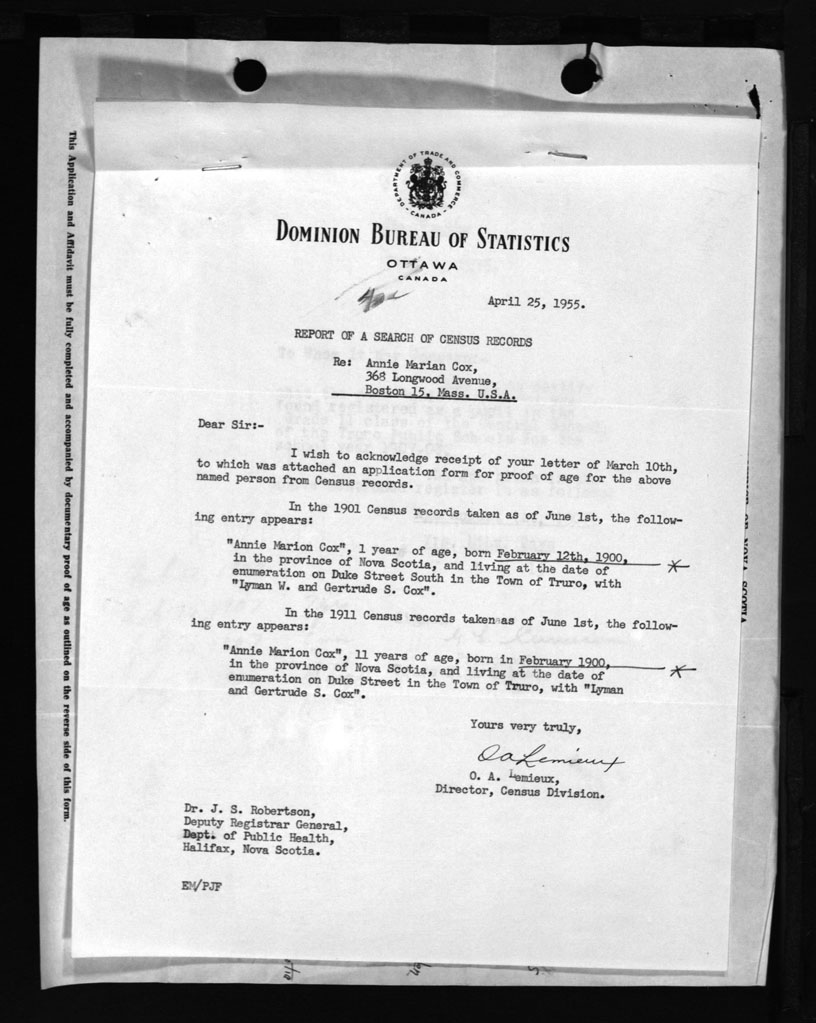 DEPARTMENT OF TRADE AND COMMERCE
CANADA
DOMINION BUREAU OF STATISTICS
OTTAWA
CANADA
April 25, 1955.
REPORT OF A SEARCH OF CENSUS RECORDS
Re: Annie Marian Cox,
368 Longwood Avenue,
Boston 15, Mass. U.S.A.
Dear Sir:-
I wish to acknowledge receipt of your letter of March 10th,
to which was attached an application form for proof of age for the above
named person from Census records.
In the 1901 Census records taken as of June 1st, the follow-
ing entry appears:
"Annie Marion Cox", 1 year of age, born February 12th, 1900,
in the province of Nova Scotia, and living at the date of
enumeration on Duke Street South in the Town of Truro, with
"Lyman W. and Gertrude S. Cox".
In the 1911 Census records taken as of June 1st, the follow-
ing entry appears:
"Annie Marion Cox", 11 years of age, born in February 1900,
in the province of Nova Scotia, and living at the date of
enumeration on Duke Street in the Town of Truro, with "Lyman
and Gertrude S. Cox".
Yours very truly,
O A Lemieux
O. A. Lemieux,
Director, Census Division.
Dr. J. S. Robertson,
Deputy Registrar General,
Dept. of Public Health,
Halifax, Nova Scotia.
EM/PJF
This Application and Affidavit must be fully completed and accompanied by documentary proof of age as outlined on the reverse side of this form.
OF NOVA SCOTIA